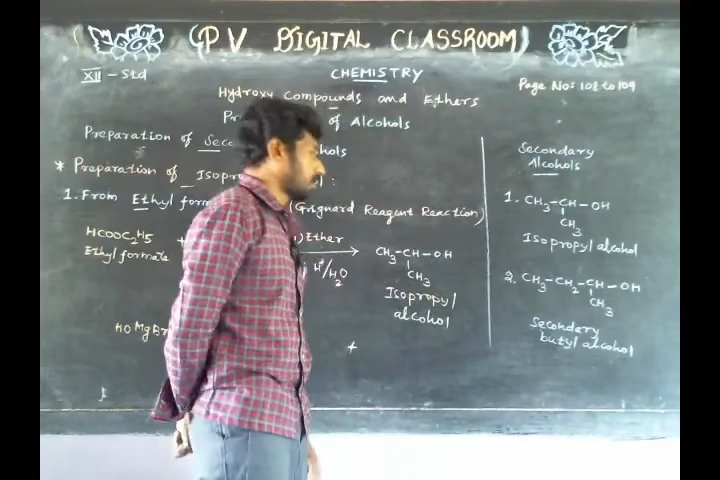 (PV DIGITAL CLASSROOM)
XII - Std
CHEMISTRY
Page No: 108 to 109
Hydroxy Compounds and Ethers
of Alcohols
Preparation of
* Preparation of
1. From Ethyl
(Grignard Reagent Reaction)
HCOOC2H5 +
Ethyl formate
Ether
H+/H2O
CH3-CH-OH
CH3
Isopropyl
alcohol
HOMgBr
+
Secondary
Alcohols
1. CH3-CH-OH
CH3
Isopropyl alcohol
2. CH3-CH2-CH-OH
CH3
Secondary
butyl alcohol